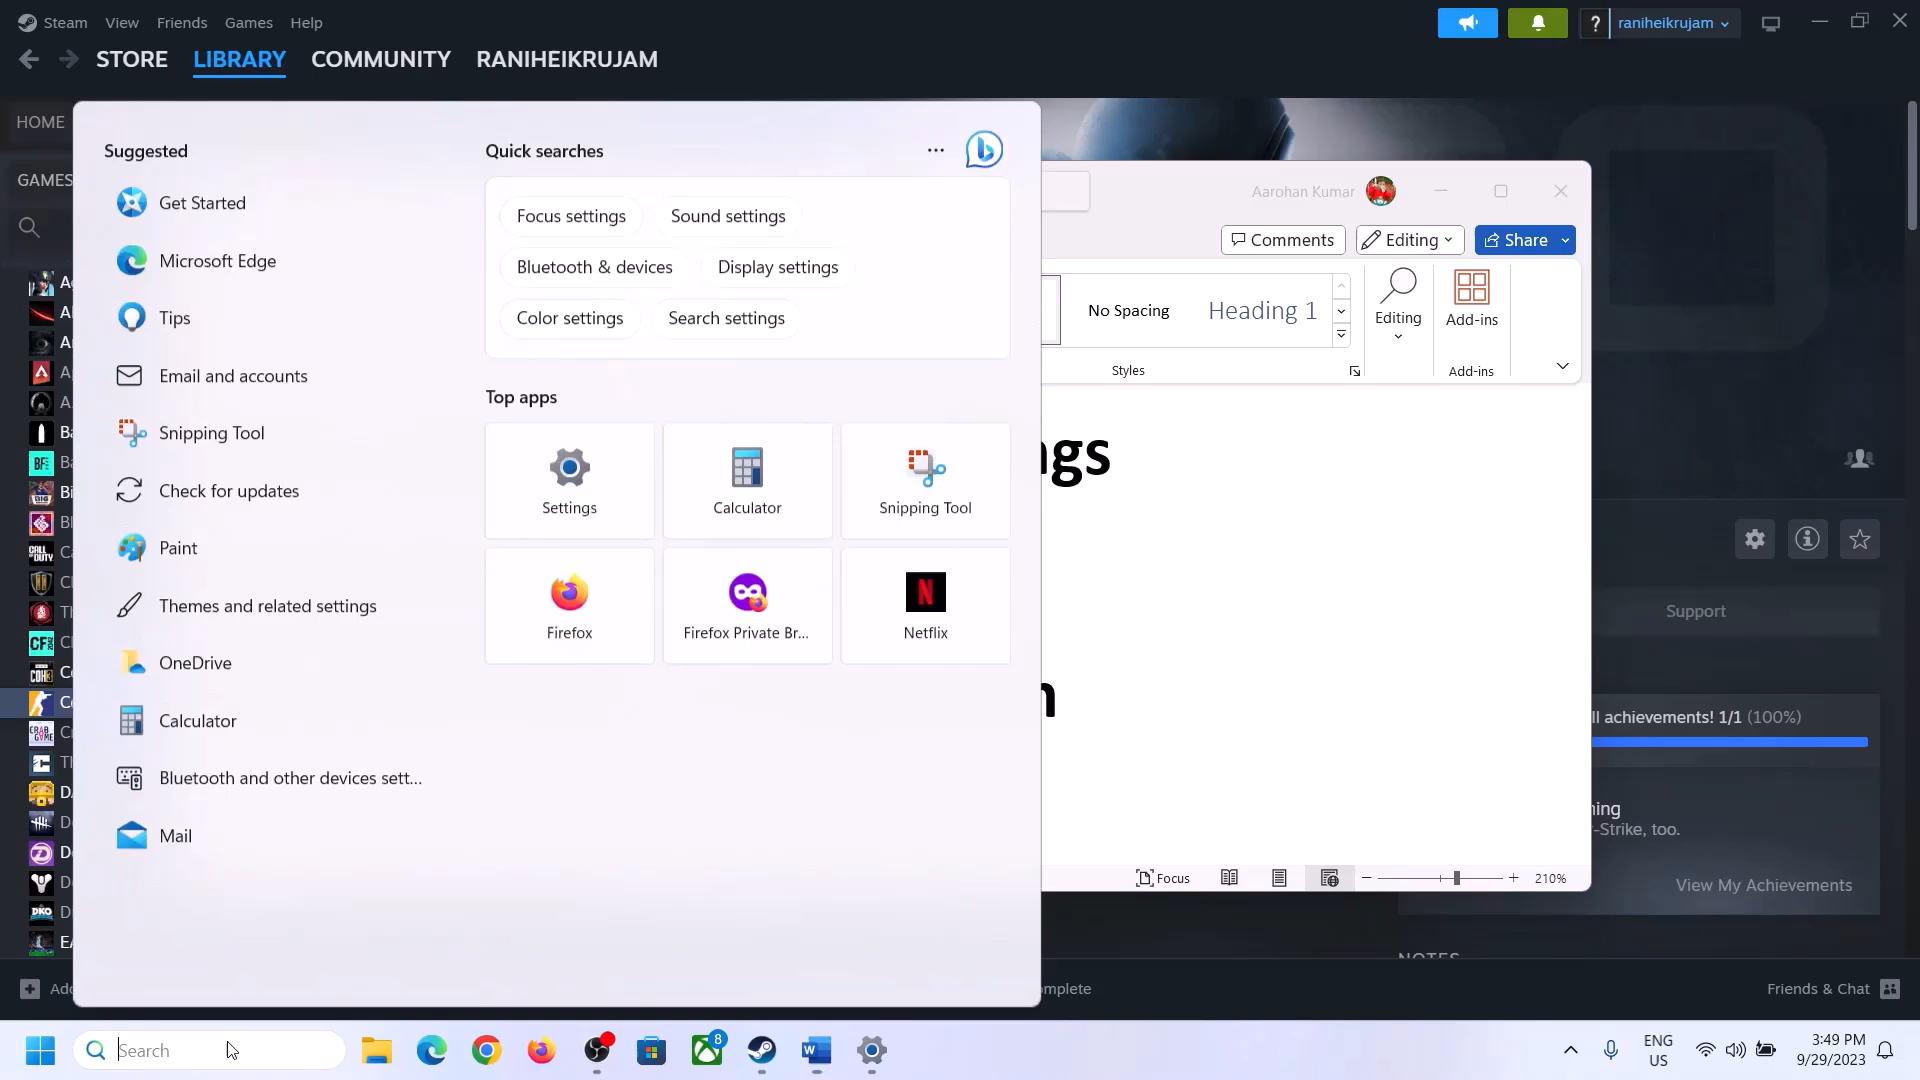 Steam View Friends Games Help
raniheikrujam
STORE LIBRARY COMMUNITY RANIHEIKRUJAM
HOME
GAMES
Suggested
Get Started
Microsoft Edge
Tips
Email and accounts
Snipping Tool
Check for updates
Paint
Themes and related settings
OneDrive
Calculator
Bluetooth and other devices sett...
Mail
Quick searches
Focus settings Sound settings
Bluetooth & devices Display settings
Color settings Search settings
Top apps
Settings Calculator Snipping Tool
Firefox Firefox Private Br... Netflix
Aarohan Kumar
Comments Editing Share
No Spacing Heading 1
Editing Add-ins
Styles Add-ins
ngs
n
Focus 210%
Support
ll achievements! 1/1 (100%)
ning
-Strike, too.
View My Achievements
NOTES
Add
omplete
Friends & Chat
Search
8
ENG
US
3:49 PM
9/29/2023